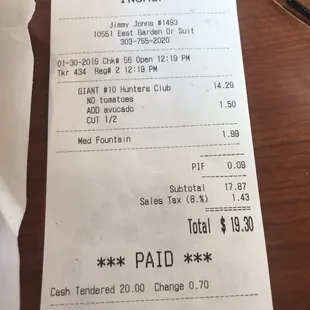 Jimmy Johns #1493
10551 East Garden Dr Suit
303-755-2020
01-30-2019 Chk# 56 Open 12:19 PM
Tkr 434 Reg# 2 12:19 PM
GIANT #10 Hunters Club 14.29
NO tomatoes
ADD avocado 1.50
CUT 1/2
Med Fountain 1.99
PIF 0.09
Subtotal 17.87
Sales Tax (8.%) 1.43
Total $ 19.30
*** PAID ***
Cash Tendered 20.00 Change 0.70